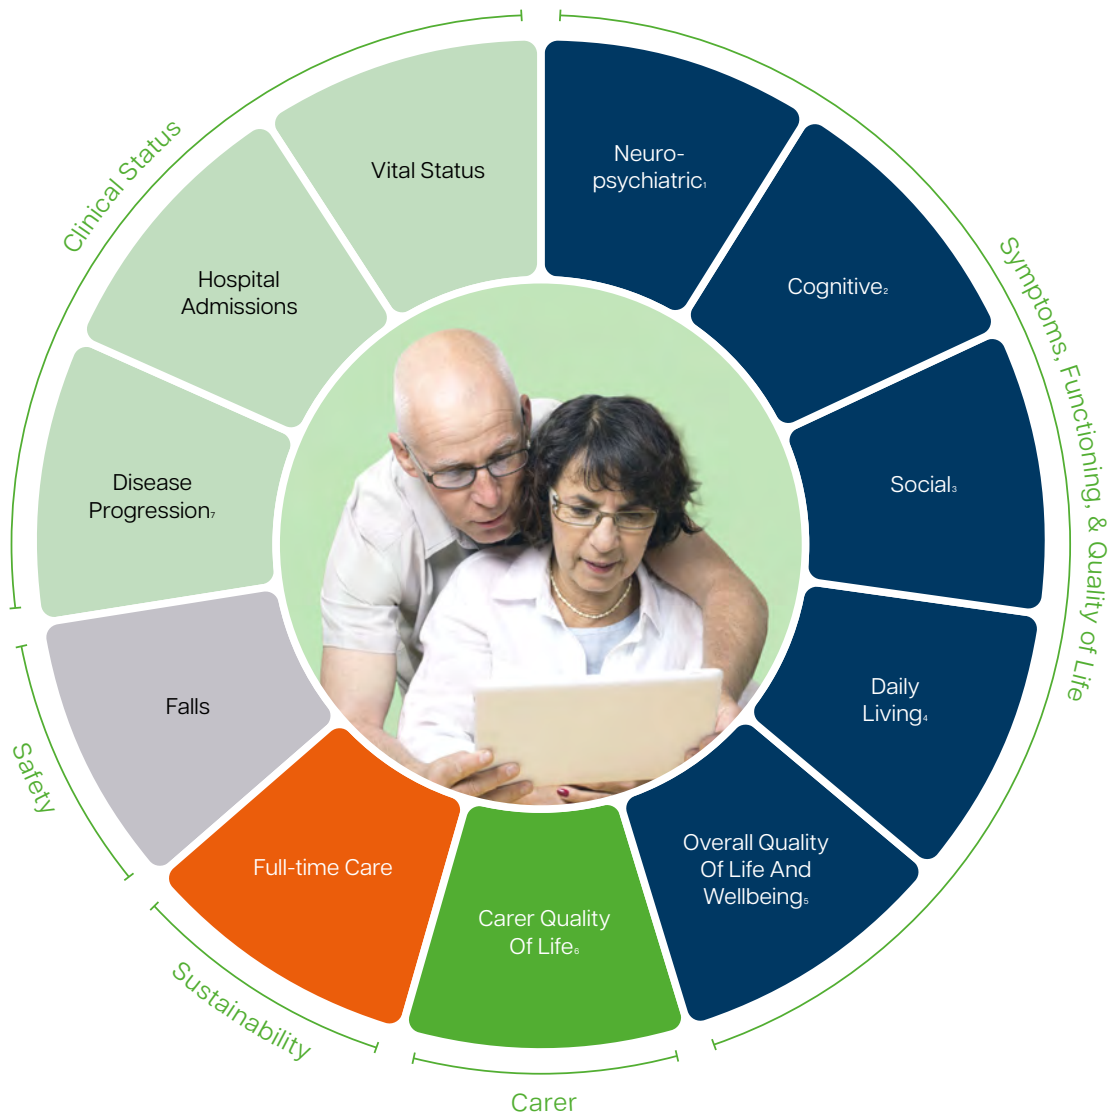 Clinical Status
Vital Status
Neuro-
psychiatric₁
Hospital
Admissions
Cognitive₂
Symptoms, Functioning, & Quality of Life
Disease
Progression₇
Social₃
Falls
Daily
Living₄
Safety
Full-time Care
Overall Quality
Of Life And
Wellbeing₅
Carer Quality
Of Life₆
Sustainability
Carer